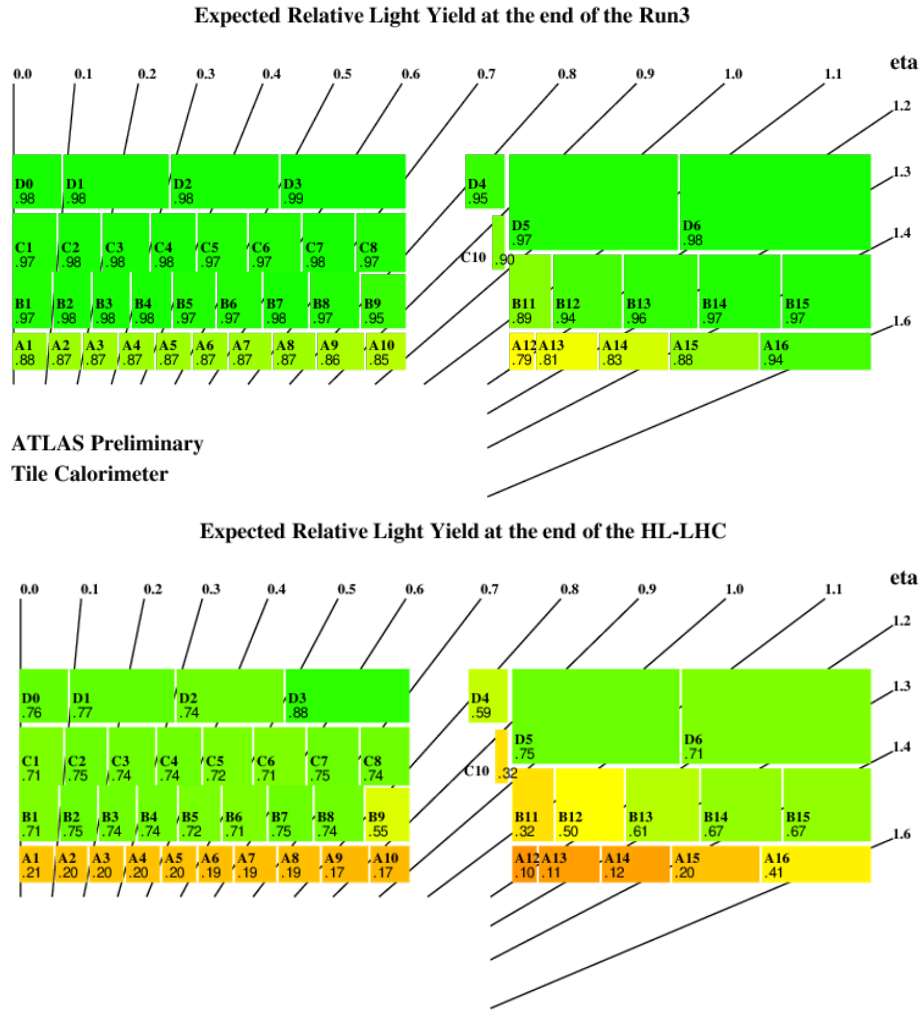 Expected Relative Light Yield at the end of the Run3
eta
0.0 0.1 0.2 0.3 0.4 0.5 0.6 0.7 0.8 0.9 1.0 1.1
1.2
1.3
D0 D1 D2 D3 D4
.98 .98 .98 .99 .95
D5 D6
.97 .98
1.4
C1 C2 C3 C4 C5 C6 C7 C8 C10
.97 .98 .98 .98 .97 .97 .98 .97 .90
B1 B2 B3 B4 B5 B6 B7 B8 B9 B11 B12 B13 B14 B15
.97 .98 .98 .98 .97 .97 .98 .97 .95 .89 .94 .96 .97 .97
1.6
A1 A2 A3 A4 A5 A6 A7 A8 A9 A10 A12 A13 A14 A15 A16
.88 .87 .87 .87 .87 .87 .87 .87 .86 .85 .79 .81 .83 .88 .94
ATLAS Preliminary
Tile Calorimeter
Expected Relative Light Yield at the end of the HL-LHC
eta
0.0 0.1 0.2 0.3 0.4 0.5 0.6 0.7 0.8 0.9 1.0 1.1
1.2
1.3
D0 D1 D2 D3 D4
.76 .77 .74 .88 .59
D5 D6
.75 .71
1.4
C1 C2 C3 C4 C5 C6 C7 C8 C10
.71 .75 .74 .74 .72 .71 .75 .74 .32
B1 B2 B3 B4 B5 B6 B7 B8 B9 B11 B12 B13 B14 B15
.71 .75 .74 .74 .72 .71 .75 .74 .55 .32 .50 .61 .67 .67
1.6
A1 A2 A3 A4 A5 A6 A7 A8 A9 A10 A12 A13 A14 A15 A16
.21 .20 .20 .20 .20 .19 .19 .19 .17 .17 .10 .11 .12 .20 .41